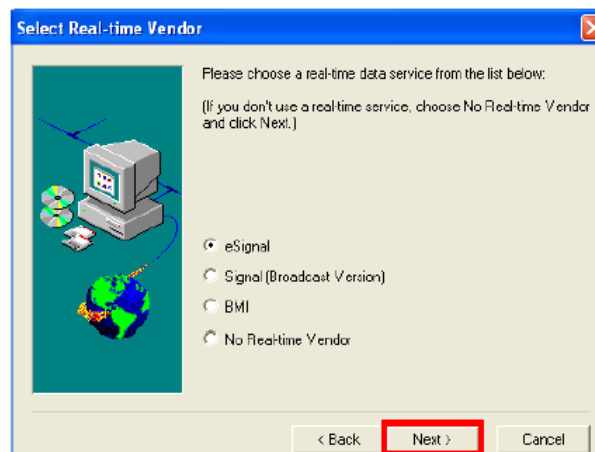 Select Real-time Vendor
Please choose a real-time data service from the list below:
(If you don't use a real-time service, choose No Real-time Vendor
and click Next.)
eSignal
Signal (Broadcast Version)
BMI
No Real-time Vendor
< Back
Next >
Cancel